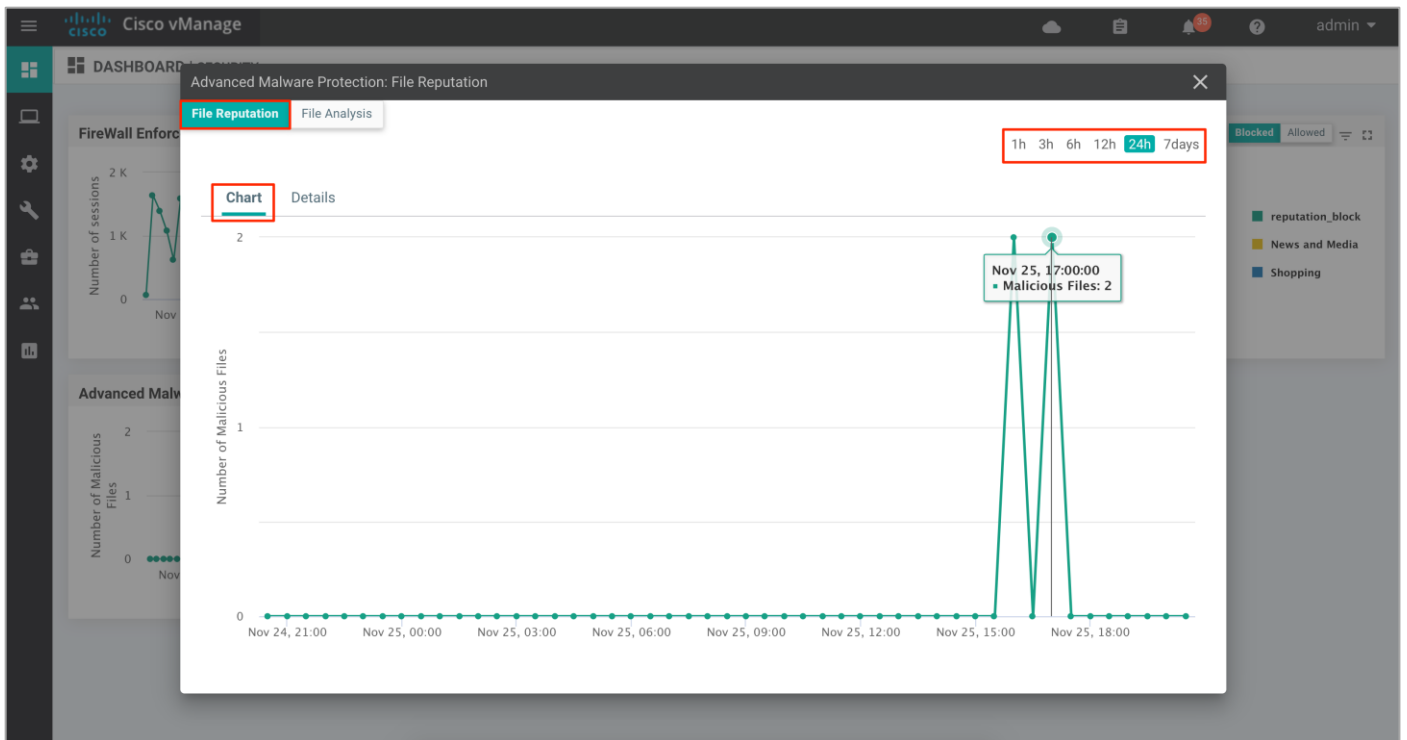 cisco Cisco vManage
35
admin
DASHBOARD | SECURITY
Advanced Malware Protection: File Reputation
File Reputation File Analysis
FireWall Enforc
Blocked Allowed
1h 3h 6h 12h 24h 7days
Chart Details
Number of sessions
2 K
1 K
0
Nov
reputation_block
News and Media
Shopping
Number of Malicious Files
2
1
0
Nov 25, 17:00:00
Malicious Files: 2
Nov 24, 21:00 Nov 25, 00:00 Nov 25, 03:00 Nov 25, 06:00 Nov 25, 09:00 Nov 25, 12:00 Nov 25, 15:00 Nov 25, 18:00
Advanced Malw
Number of Malicious
Files
2
1
0
Nov